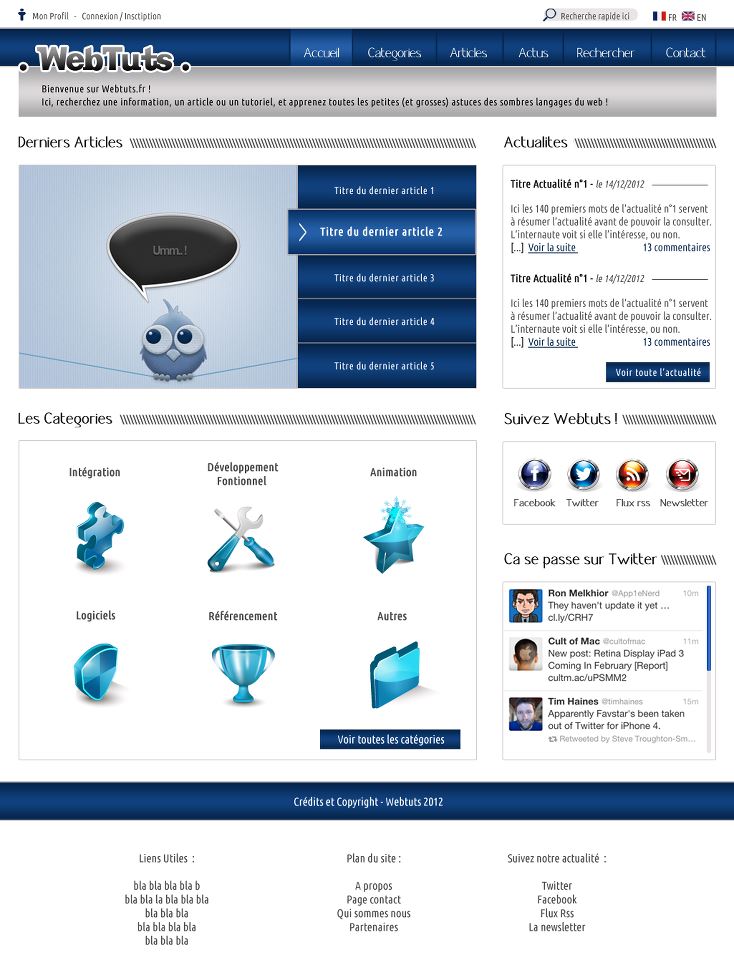 Mon Profil - Connexion / Insctiption
Recherche rapide ici
FR EN
. WebTuts .
Accueil Categories Articles Actus Rechercher Contact
Bienvenue sur Webtuts.fr !
Ici, recherchez une information, un article ou un tutoriel, et apprenez toutes les petites (et grosses) astuces des sombres langages du web !
Derniers Articles
Umm..!
Titre du dernier article 1
Titre du dernier article 2
Titre du dernier article 3
Titre du dernier article 4
Titre du dernier article 5
Actualites
Titre Actualité n°1 - le 14/12/2012
Ici les 140 premiers mots de l'actualité n°1 servent
à résumer l'actualité avant de pouvoir la consulter.
L'internaute voit si elle l'intéresse, ou non.
[...] Voir la suite 13 commentaires
Titre Actualité n°1 - le 14/12/2012
Ici les 140 premiers mots de l'actualité n°1 servent
à résumer l'actualité avant de pouvoir la consulter.
L'internaute voit si elle l'intéresse, ou non.
[...] Voir la suite 13 commentaires
Voir toute l'actualité
Les Categories
Intégration
Développement
Fontionnel
Animation
Logiciels
Référencement
Autres
Voir toutes les catégories
Suivez Webtuts !
Facebook Twitter Flux rss Newsletter
Ca se passe sur Twitter
Ron Melkhior @App1eNerd 10m
They haven't update it yet ...
cl.ly/CRH7
Cult of Mac @cultofmac 11m
New post: Retina Display iPad 3
Coming In February [Report]
cultm.ac/uPSMM2
Tim Haines @timhaines 15m
Apparently Favstar's been taken
out of Twitter for iPhone 4.
Retweeted by Steve Troughton-Sm...
Crédits et Copyright - Webtuts 2012
Liens Utiles :
bla bla bla bla b
bla bla la bla bla bla
bla bla bla
bla bla bla bla
bla bla bla
Plan du site :
A propos
Page contact
Qui sommes nous
Partenaires
Suivez notre actualité :
Twitter
Facebook
Flux Rss
La newsletter